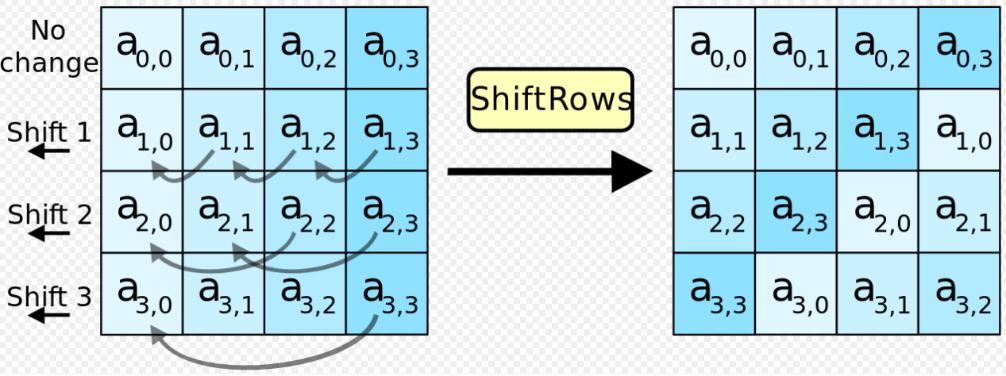 No
change
a0,0 a0,1 a0,2 a0,3
a0,0 a0,1 a0,2 a0,3
ShiftRows
Shift 1
a1,0 a1,1 a1,2 a1,3
a1,1 a1,2 a1,3 a1,0
Shift 2
a2,0 a2,1 a2,2 a2,3
a2,2 a2,3 a2,0 a2,1
Shift 3
a3,0 a3,1 a3,2 a3,3
a3,3 a3,0 a3,1 a3,2